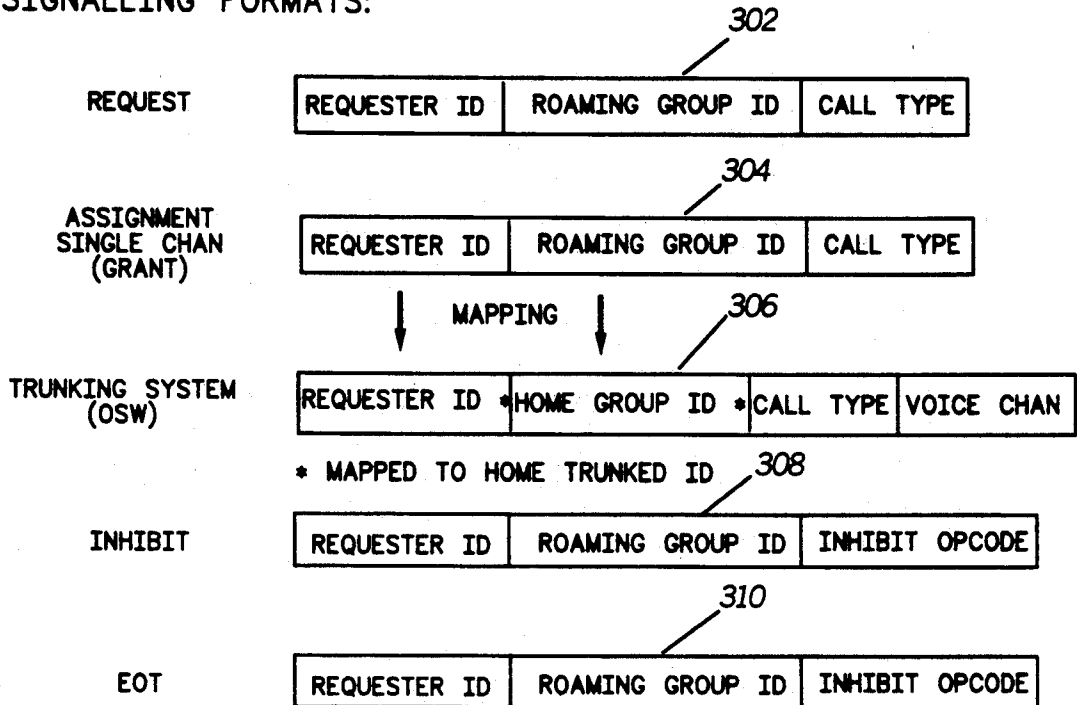 SIGNALLING FORMATS:
302
REQUEST
REQUESTER ID ROAMING GROUP ID CALL TYPE
304
ASSIGNMENT
SINGLE CHAN
(GRANT)
REQUESTER ID ROAMING GROUP ID CALL TYPE
MAPPING
306
TRUNKING SYSTEM
(OSW)
REQUESTER ID * HOME GROUP ID * CALL TYPE VOICE CHAN
* MAPPED TO HOME TRUNKED ID
308
INHIBIT
REQUESTER ID ROAMING GROUP ID INHIBIT OPCODE
310
EOT
REQUESTER ID ROAMING GROUP ID INHIBIT OPCODE